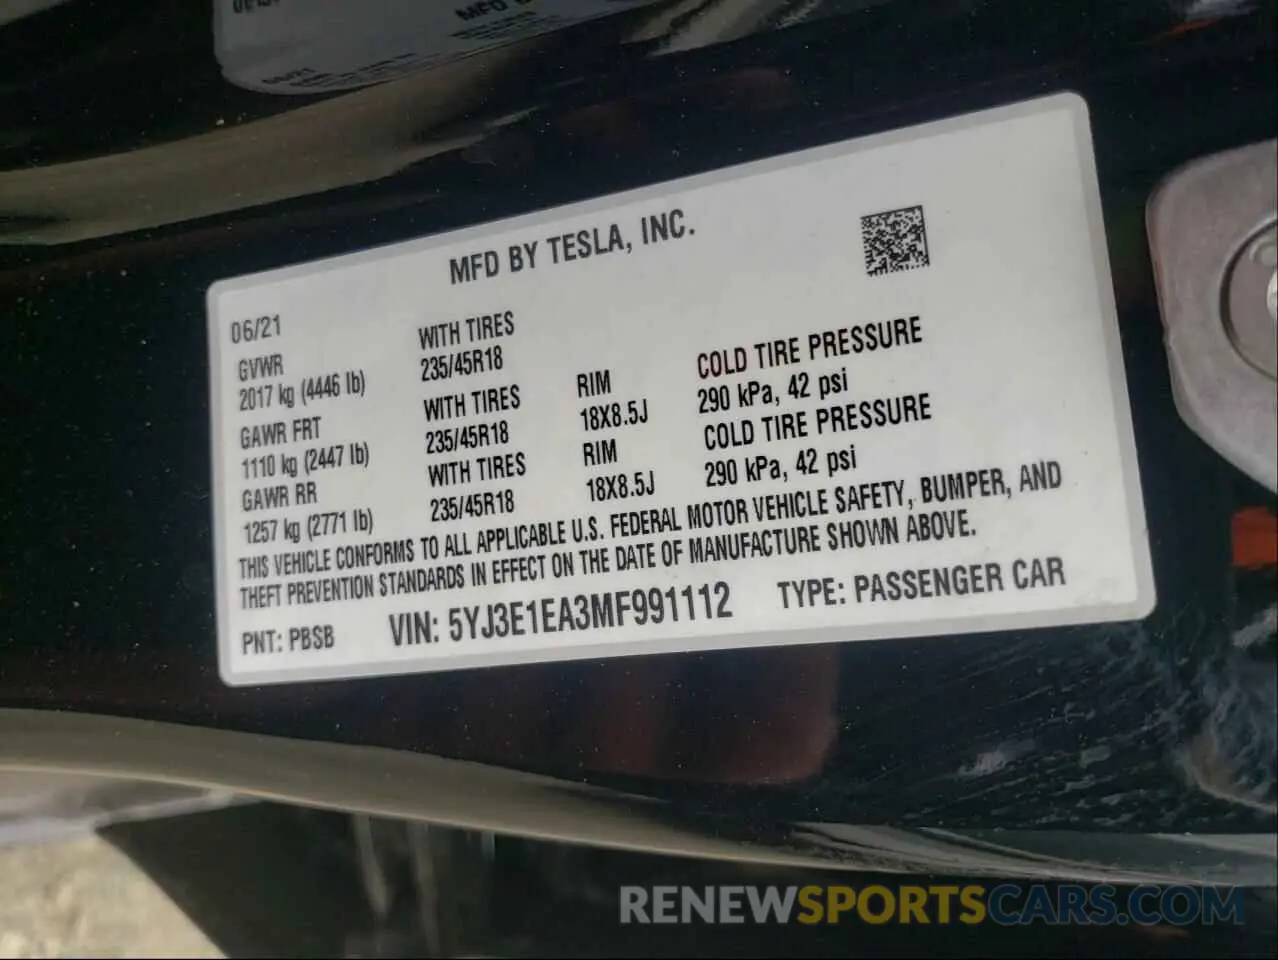 MFD BY TESLA, INC.
06/21
GVWR
2017 kg (4446 lb)
WITH TIRES
235/45R18
GAWR FRT
1110 kg (2447 lb)
WITH TIRES
235/45R18
RIM
18X8.5J
COLD TIRE PRESSURE
290 kPa, 42 psi
GAWR RR
1257 kg (2771 lb)
WITH TIRES
235/45R18
RIM
18X8.5J
COLD TIRE PRESSURE
290 kPa, 42 psi
THIS VEHICLE CONFORMS TO ALL APPLICABLE U.S. FEDERAL MOTOR VEHICLE SAFETY, BUMPER, AND
THEFT PREVENTION STANDARDS IN EFFECT ON THE DATE OF MANUFACTURE SHOWN ABOVE.
PNT: PBSB VIN: 5YJ3E1EA3MF991112 TYPE: PASSENGER CAR
RENEWSPORTSCARS.COM